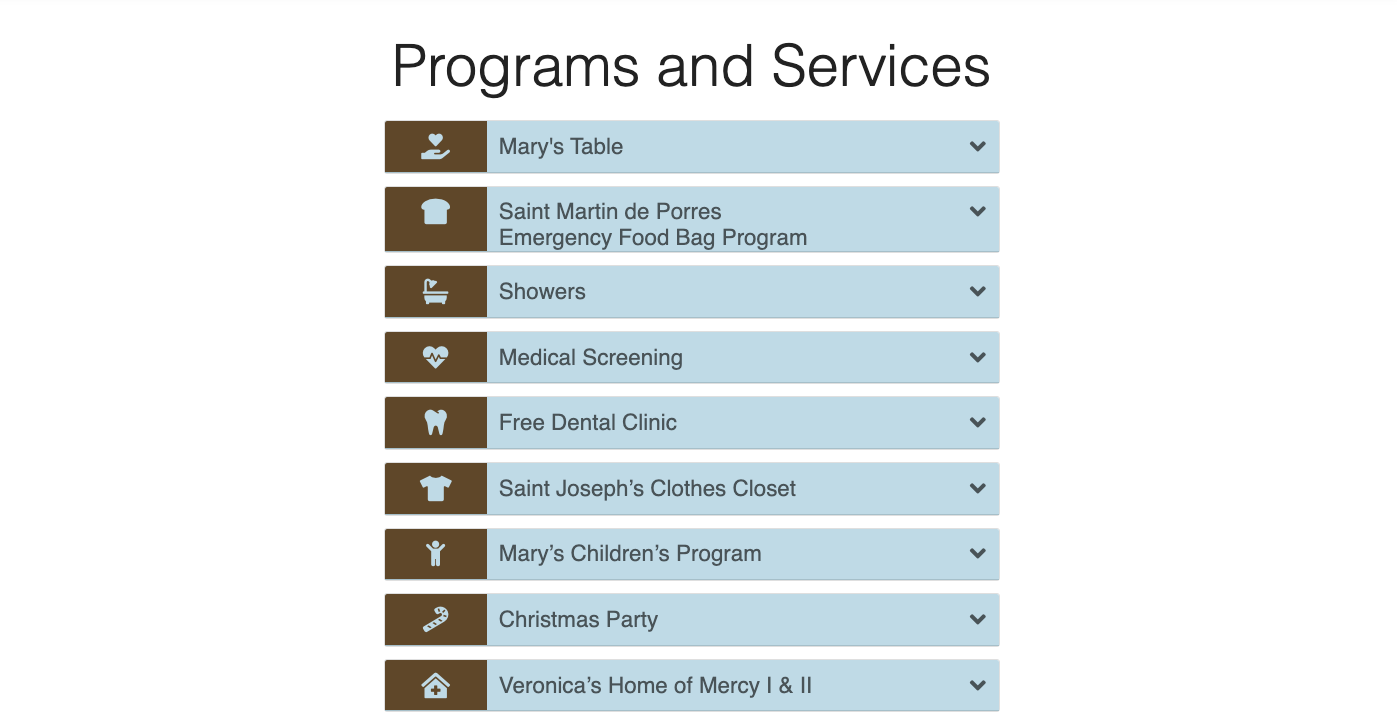 Programs and Services
Mary's Table
Saint Martin de Porres
Emergency Food Bag Program
Showers
Medical Screening
Free Dental Clinic
Saint Joseph’s Clothes Closet
Mary’s Children’s Program
Christmas Party
Veronica’s Home of Mercy I & II